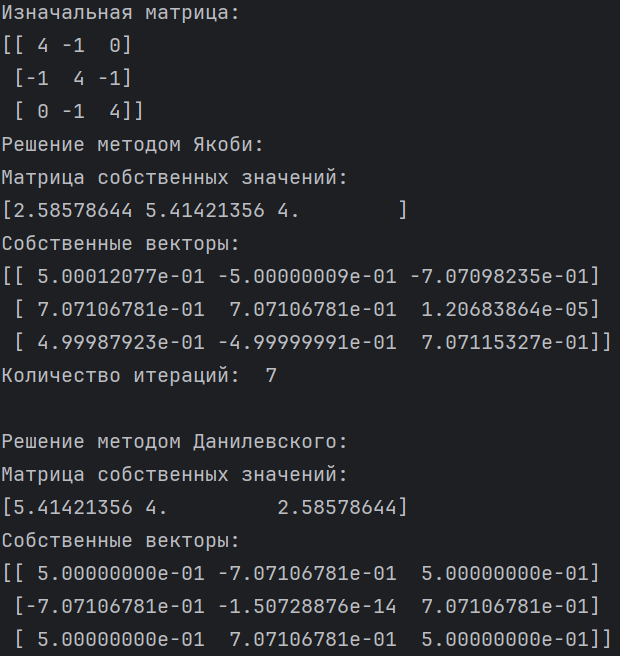 Изначальная матрица:
[[ 4 -1  0]
 [-1  4 -1]
 [ 0 -1  4]]
Решение методом Якоби:
Матрица собственных значений:
[2.58578644 5.41421356 4.        ]
Собственные векторы:
[[ 5.00012077e-01 -5.00000009e-01 -7.07098235e-01]
 [ 7.07106781e-01  7.07106781e-01  1.20683864e-05]
 [ 4.99987923e-01 -4.99999991e-01  7.07115327e-01]]
Количество итераций:  7
Решение методом Данилевского:
Матрица собственных значений:
[5.41421356 4.         2.58578644]
Собственные векторы:
[[ 5.00000000e-01 -7.07106781e-01  5.00000000e-01]
 [-7.07106781e-01 -1.50728876e-14  7.07106781e-01]
 [ 5.00000000e-01  7.07106781e-01  5.00000000e-01]]